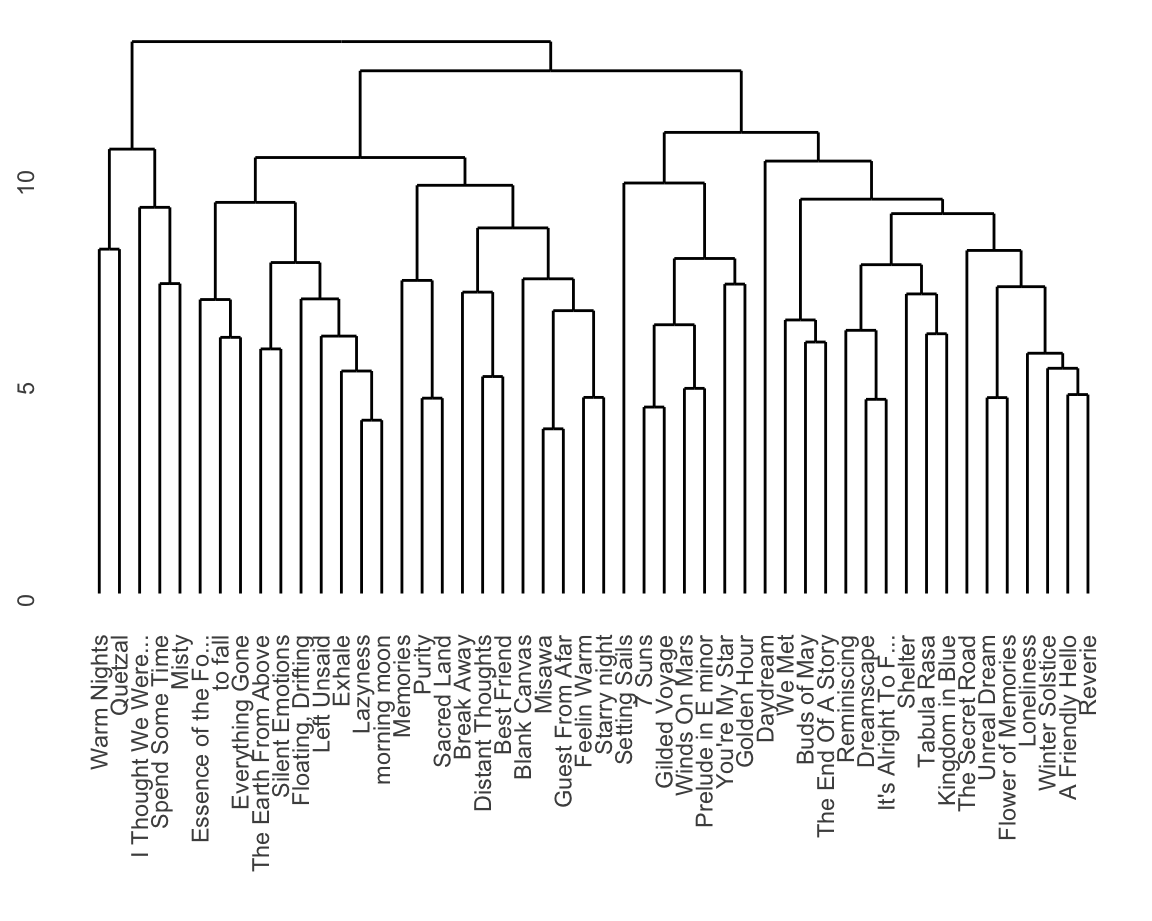 10
5
0
Warm Nights
Quetzal
I Thought We Were…
Spend Some Time
Misty
Essence of the Fo…
to fall
Everything Gone
The Earth From Above
Silent Emotions
Floating, Drifting
Left Unsaid
Exhale
Lazyness
morning moon
Memories
Purity
Sacred Land
Break Away
Distant Thoughts
Best Friend
Blank Canvas
Misawa
Guest From Afar
Feelin Warm
Starry night
Setting Sails
7 Suns
Gilded Voyage
Winds On Mars
Prelude in E minor
You're My Star
Golden Hour
Daydream
We Met
Buds of May
The End Of A Story
Reminiscing
Dreamscape
It's Alright To F…
Shelter
Tabula Rasa
Kingdom in Blue
The Secret Road
Unreal Dream
Flower of Memories
Loneliness
Winter Solstice
A Friendly Hello
Reverie